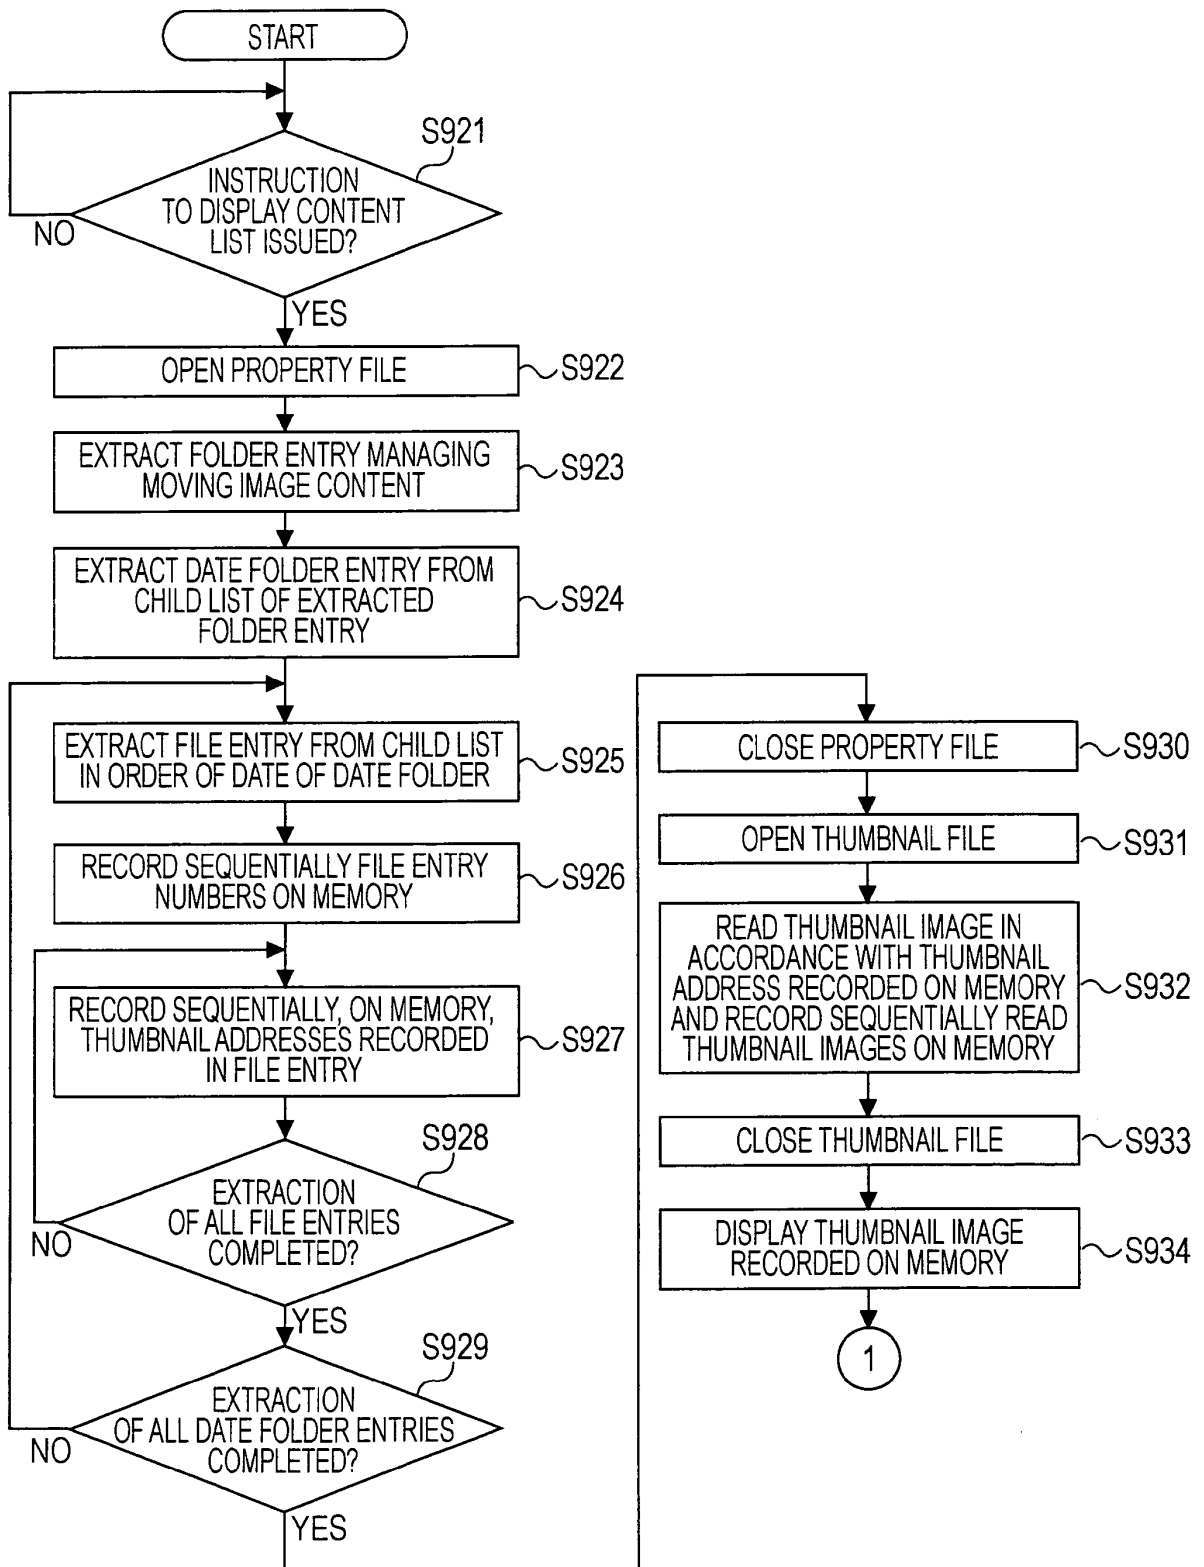 START
S921
INSTRUCTION
TO DISPLAY CONTENT
LIST ISSUED?
NO
YES
OPEN PROPERTY FILE
S922
EXTRACT FOLDER ENTRY MANAGING
MOVING IMAGE CONTENT
S923
EXTRACT DATE FOLDER ENTRY FROM
CHILD LIST OF EXTRACTED
FOLDER ENTRY
S924
EXTRACT FILE ENTRY FROM CHILD LIST
IN ORDER OF DATE OF DATE FOLDER
S925
RECORD SEQUENTIALLY FILE ENTRY
NUMBERS ON MEMORY
S926
RECORD SEQUENTIALLY, ON MEMORY,
THUMBNAIL ADDRESSES RECORDED
IN FILE ENTRY
S927
S928
EXTRACTION
OF ALL FILE ENTRIES
COMPLETED?
NO
YES
S929
EXTRACTION
OF ALL DATE FOLDER ENTRIES
COMPLETED?
NO
YES
CLOSE PROPERTY FILE
S930
OPEN THUMBNAIL FILE
S931
READ THUMBNAIL IMAGE IN
ACCORDANCE WITH THUMBNAIL
ADDRESS RECORDED ON MEMORY
AND RECORD SEQUENTIALLY READ
THUMBNAIL IMAGES ON MEMORY
S932
CLOSE THUMBNAIL FILE
S933
DISPLAY THUMBNAIL IMAGE
RECORDED ON MEMORY
S934
1